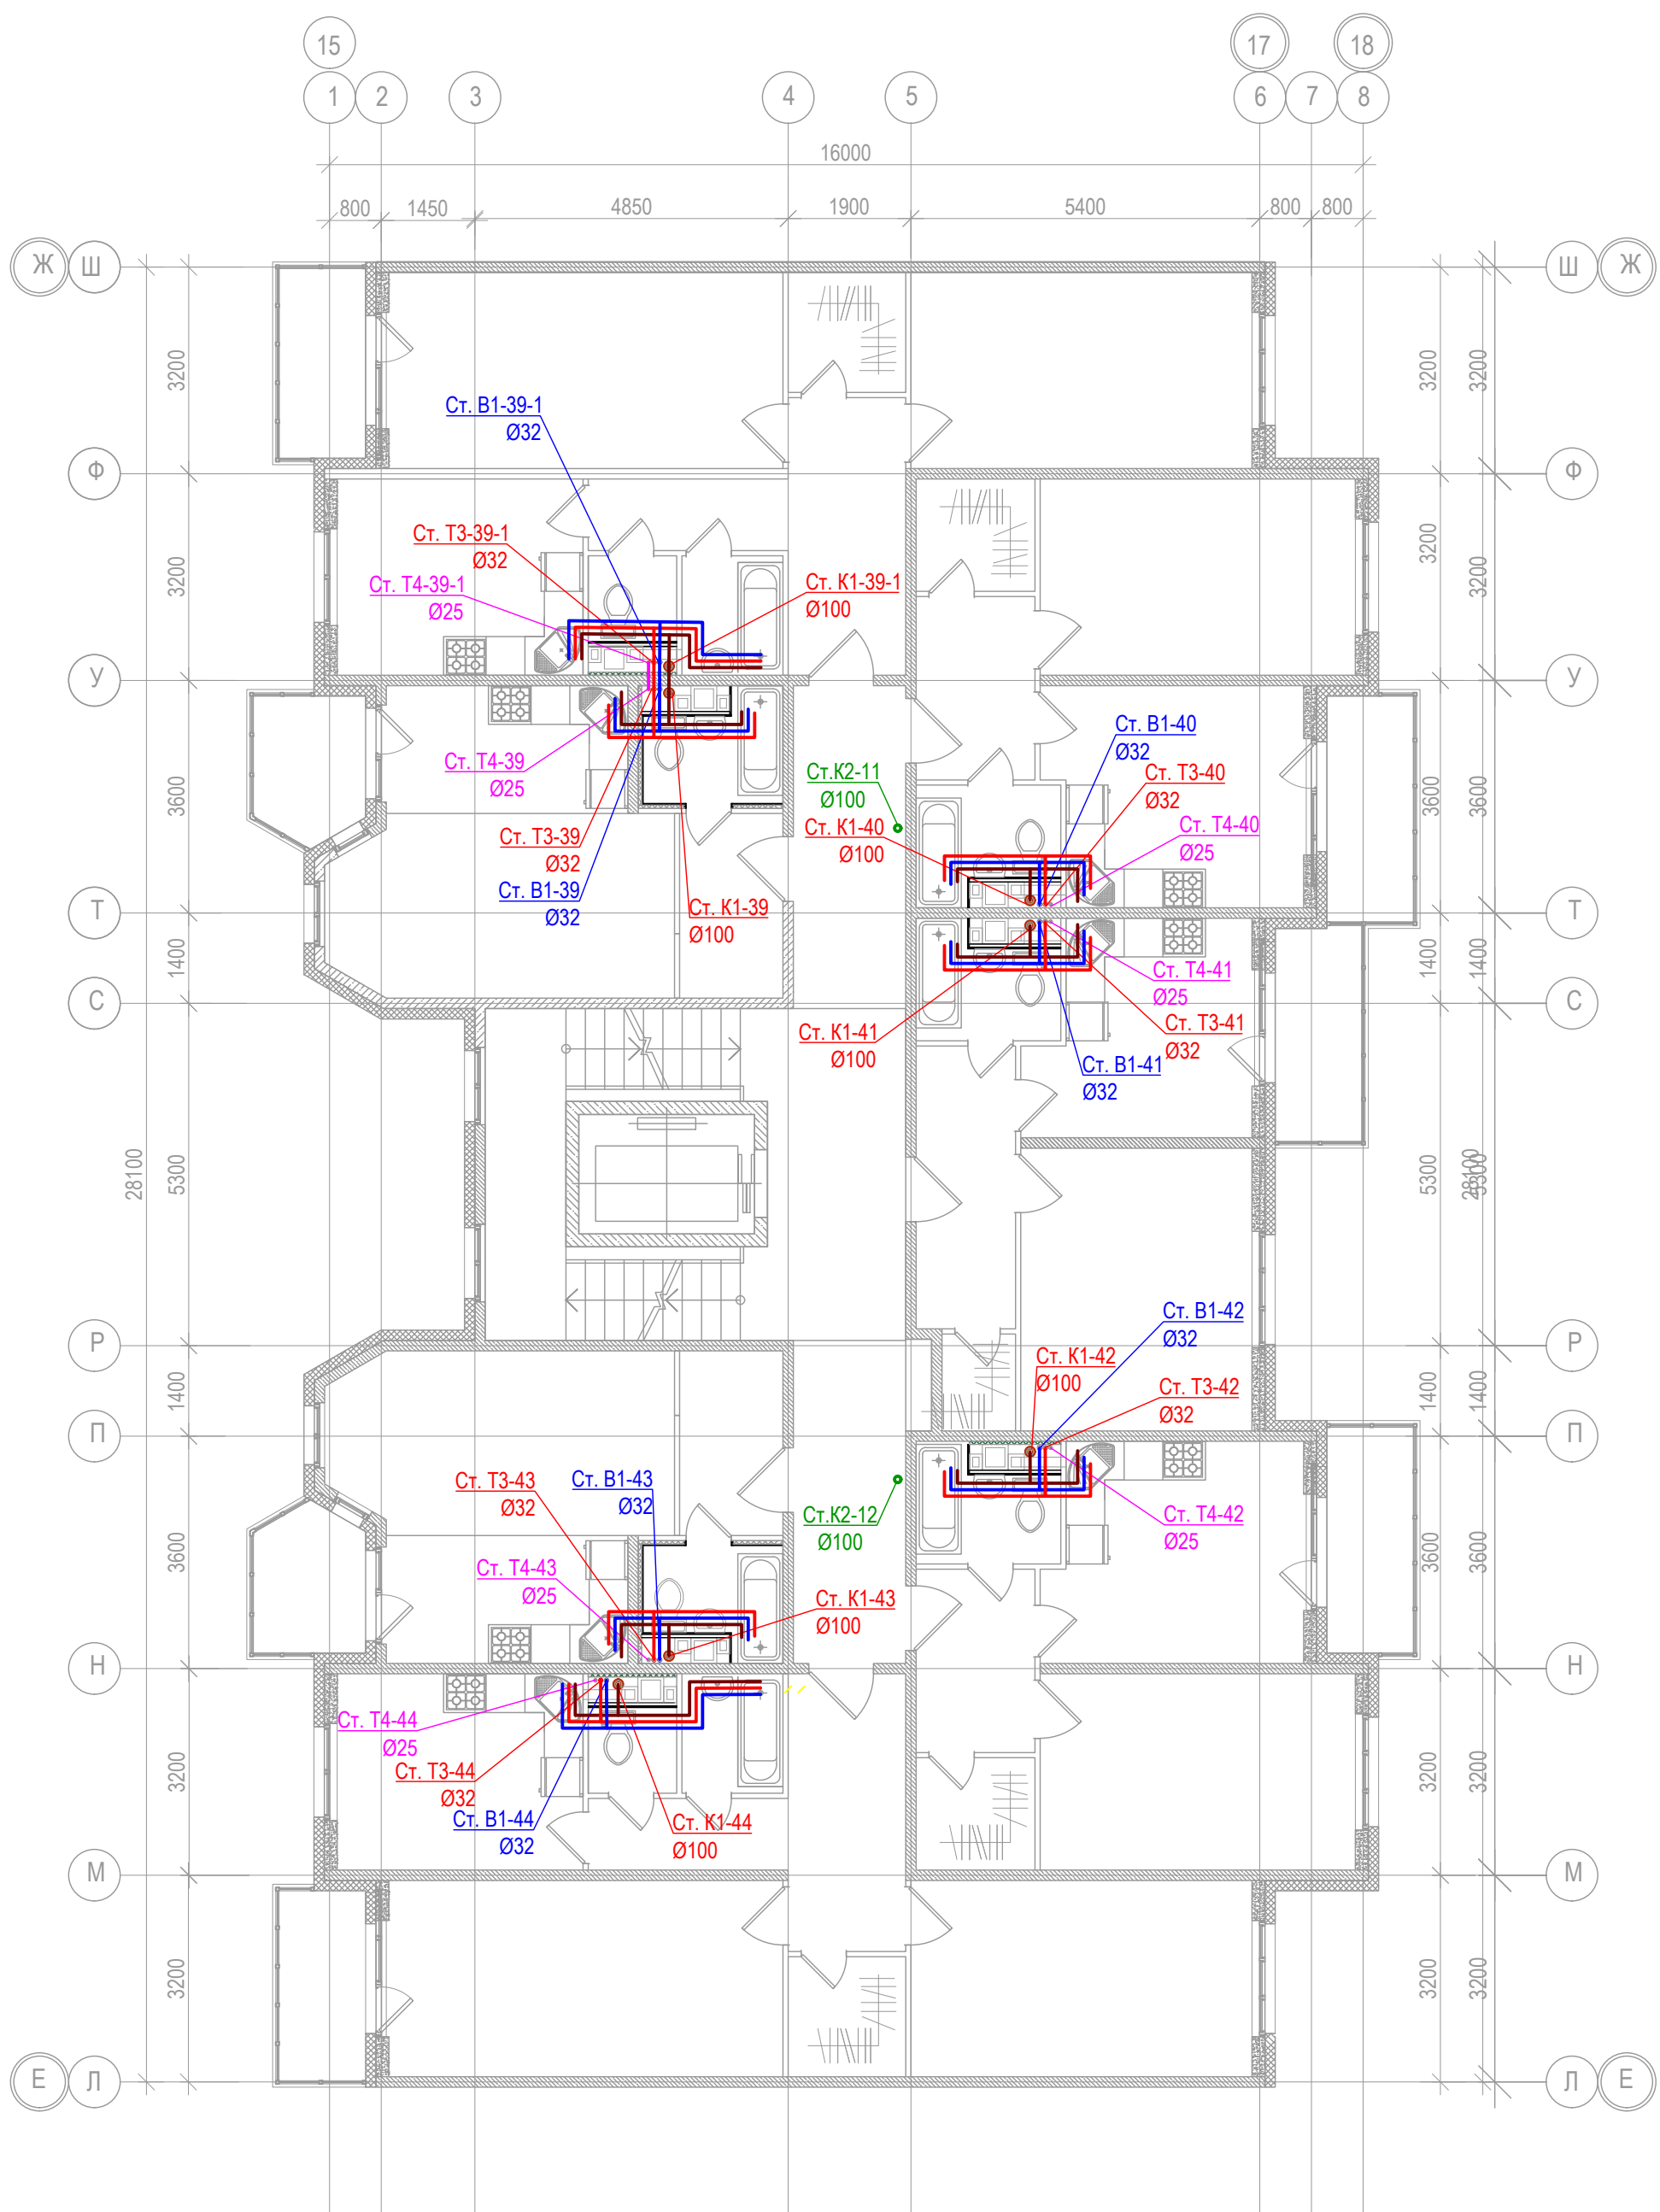 15
17
18
1
2
3
4
5
6
7
8
16000
800
1450
4850
1900
5400
800
800
Ж
Ш
Ш
Ж
3200
3200
3200
Ст. В1-39-1
Ø32
Ф
Ф
Ст. Т3-39-1
Ø32
Ст. Т4-39-1
Ø25
Ст. К1-39-1
Ø100
3200
3200
3200
У
У
Ст. В1-40
Ø32
Ст. Т4-39
Ø25
Ст.К2-11
Ø100
Ст. Т3-40
Ø32
3600
3600
3600
Ст. Т3-39
Ø32
Ст. К1-40
Ø100
Ст. Т4-40
Ø25
Ст. В1-39
Ø32
Ст. К1-39
Ø100
Т
Т
1400
1400
1400
Ст. Т4-41
Ø25
С
С
Ст. К1-41
Ø100
Ст. Т3-41
Ø32
Ст. В1-41
Ø32
28100
5300
5300
28100
5300
Ст. В1-42
Ø32
Р
Р
Ст. К1-42
Ø100
Ст. Т3-42
Ø32
1400
1400
1400
П
П
Ст. Т3-43
Ø32
Ст. В1-43
Ø32
Ст.К2-12
Ø100
Ст. Т4-42
Ø25
3600
3600
3600
Ст. Т4-43
Ø25
Ст. К1-43
Ø100
Н
Н
Ст. Т4-44
Ø25
Ст. Т3-44
Ø32
3200
3200
3200
Ст. В1-44
Ø32
Ст. К1-44
Ø100
М
М
3200
3200
3200
Е
Л
Л
Е